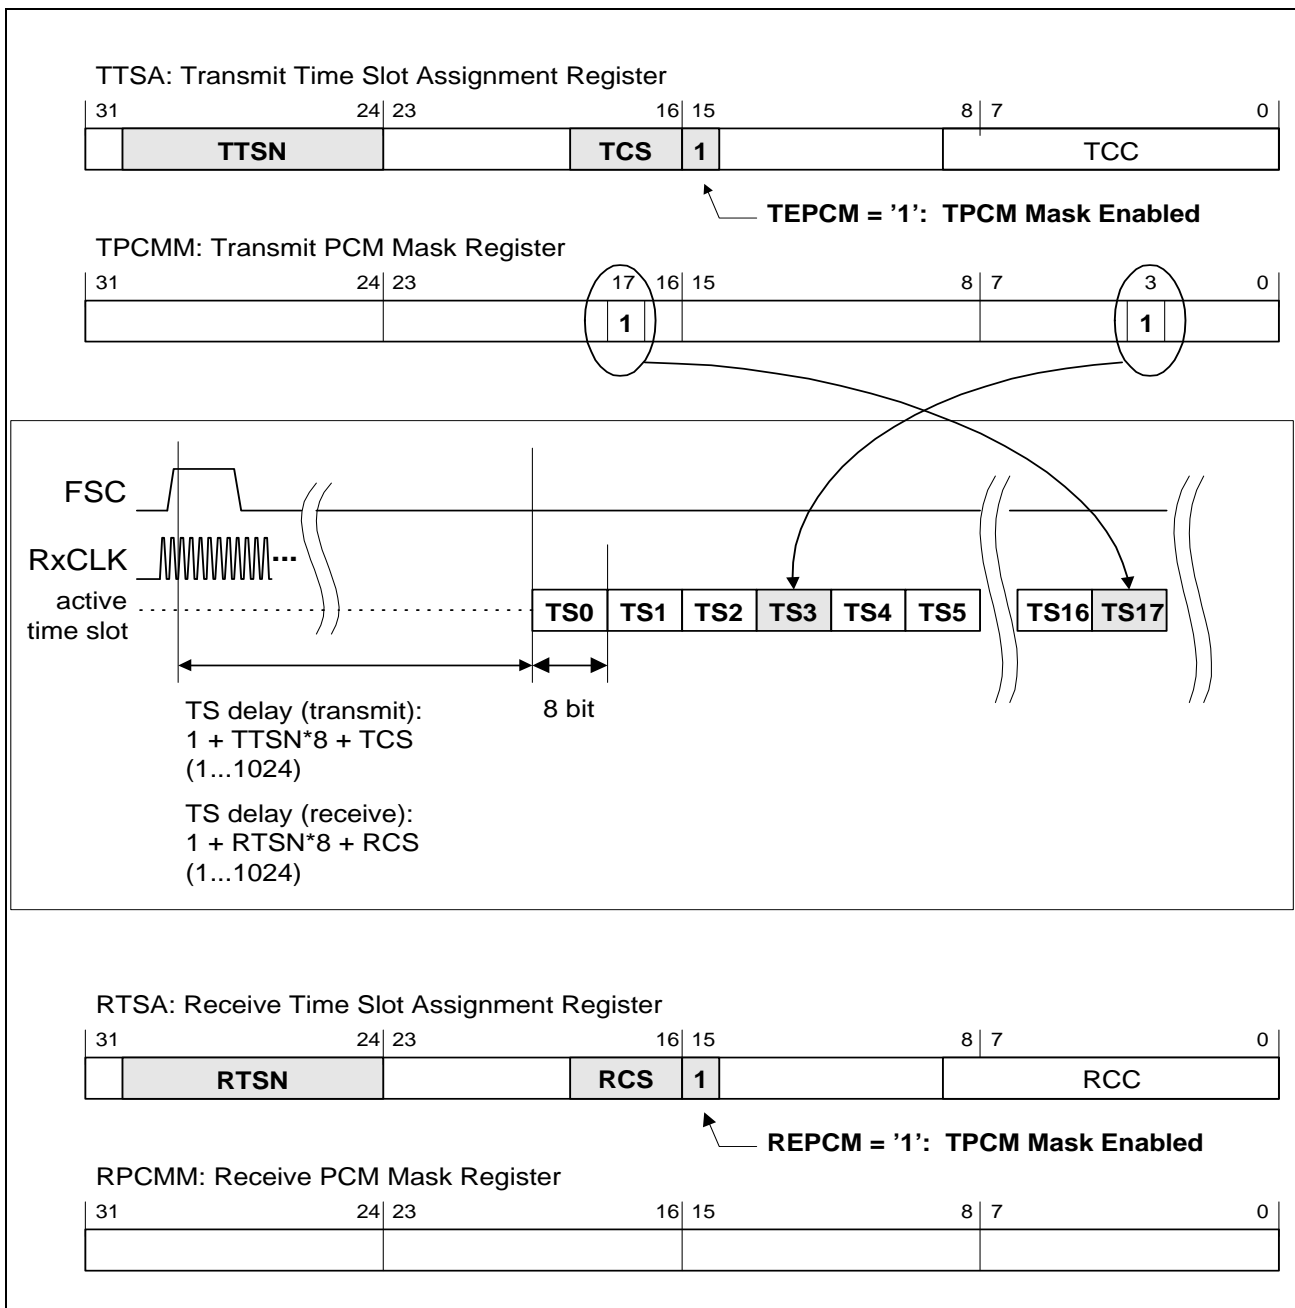 TTSA: Transmit Time Slot Assignment Register
31 24 23 16 15 8 7 0
TTSN TCS 1 TCC
TEPCM = '1': TPCM Mask Enabled
TPCMM: Transmit PCM Mask Register
31 24 23 17 16 15 8 7 3 0
1 1
FSC
RxCLK ...
active
time slot
TS0 TS1 TS2 TS3 TS4 TS5 TS16 TS17
8 bit
TS delay (transmit):
1 + TTSN*8 + TCS
(1...1024)
TS delay (receive):
1 + RTSN*8 + RCS
(1...1024)
RTSA: Receive Time Slot Assignment Register
31 24 23 16 15 8 7 0
RTSN RCS 1 RCC
REPCM = '1': TPCM Mask Enabled
RPCMM: Receive PCM Mask Register
31 24 23 16 15 8 7 0